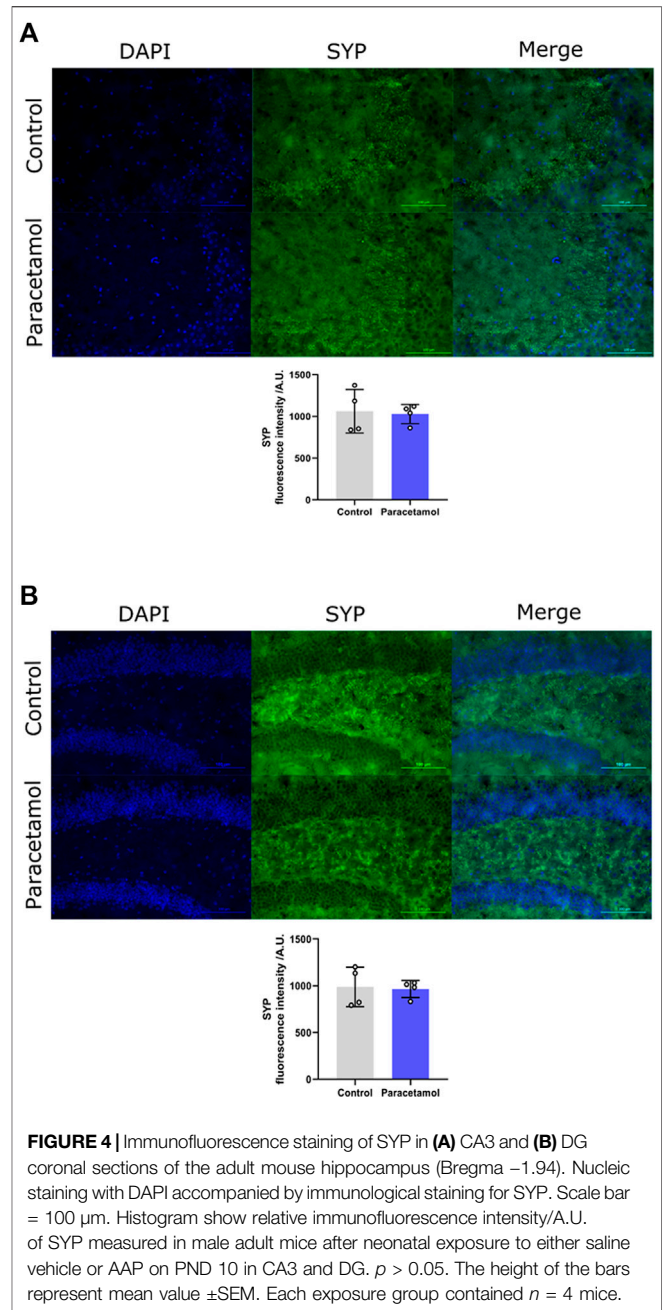 A
DAPI SYP Merge
Control
Paracetamol
SYP
fluorescence intensity /A.U.
1500
1000
500
0
Control Paracetamol
B
DAPI SYP Merge
Control
100 µm
Paracetamol
SYP
fluorescence intensity /A.U.
1500
1000
500
0
Control Paracetamol
FIGURE 4 | Immunofluorescence staining of SYP in (A) CA3 and (B) DG
coronal sections of the adult mouse hippocampus (Bregma −1.94). Nucleic
staining with DAPI accompanied by immunological staining for SYP. Scale bar
= 100 µm. Histogram show relative immunofluorescence intensity/A.U.
of SYP measured in male adult mice after neonatal exposure to either saline
vehicle or AAP on PND 10 in CA3 and DG. p > 0.05. The height of the bars
represent mean value ±SEM. Each exposure group contained n = 4 mice.